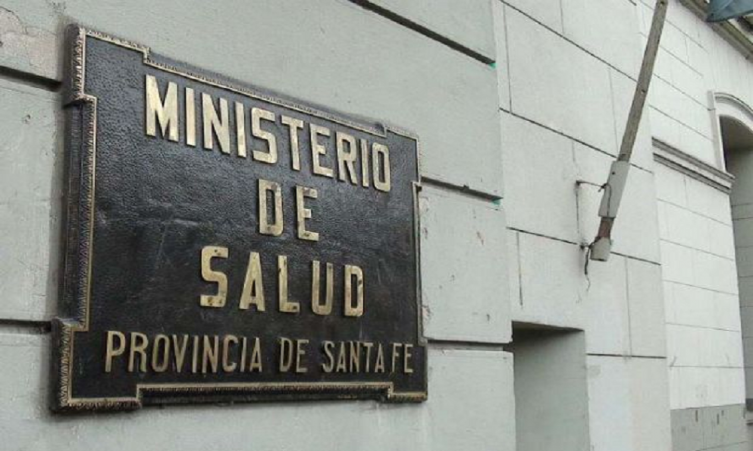 MINISTERIO
DE
SALUD
PROVINCIA DE SANTA FE